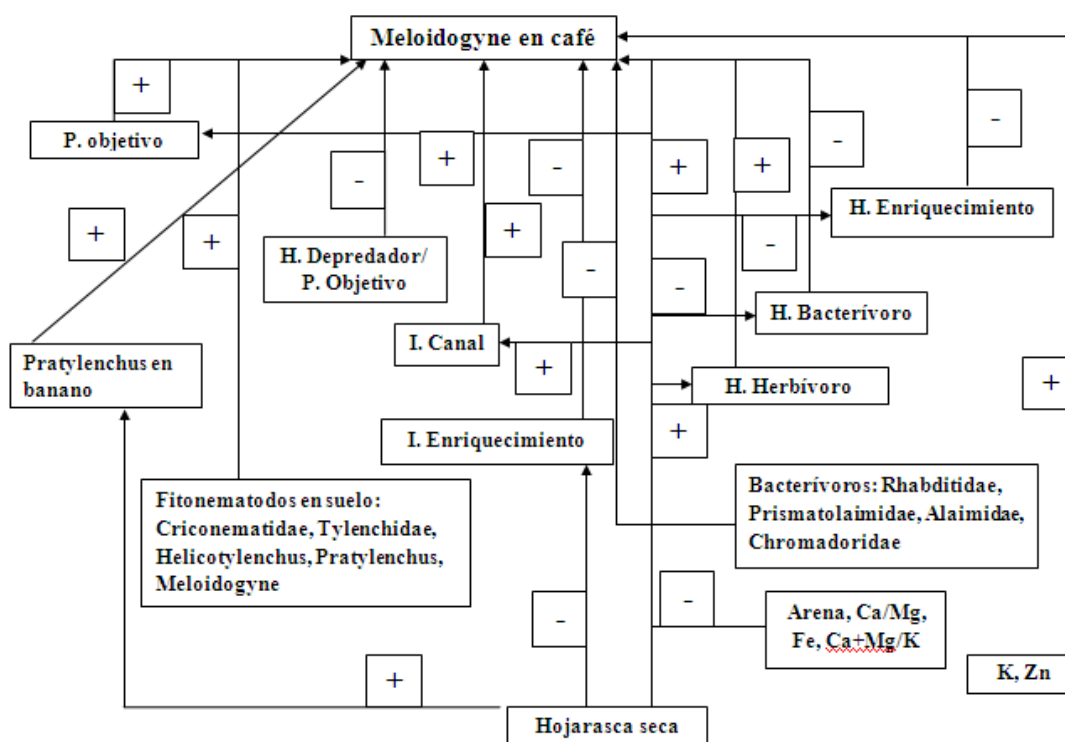 Meloidogyne en café
+
P. objetivo
+
-
+
-
+
+
-
-
H. Enriquecimiento
+
+
H. Depredador/
P. Objetivo
+
-
-
-
H. Bacterívoro
I. Canal
Pratylenchus en
banano
+
H. Herbívoro
+
+
I. Enriquecimiento
Fitonematodos en suelo:
Criconematidae, Tylenchidae,
Helicotylenchus, Pratylenchus,
Meloidogyne
Bacterívoros: Rhabditidae,
Prismatolaimidae, Alaimidae,
Chromadoridae
-
-
Arena, Ca/Mg,
Fe, Ca+Mg/K
K, Zn
+
Hojarasca seca